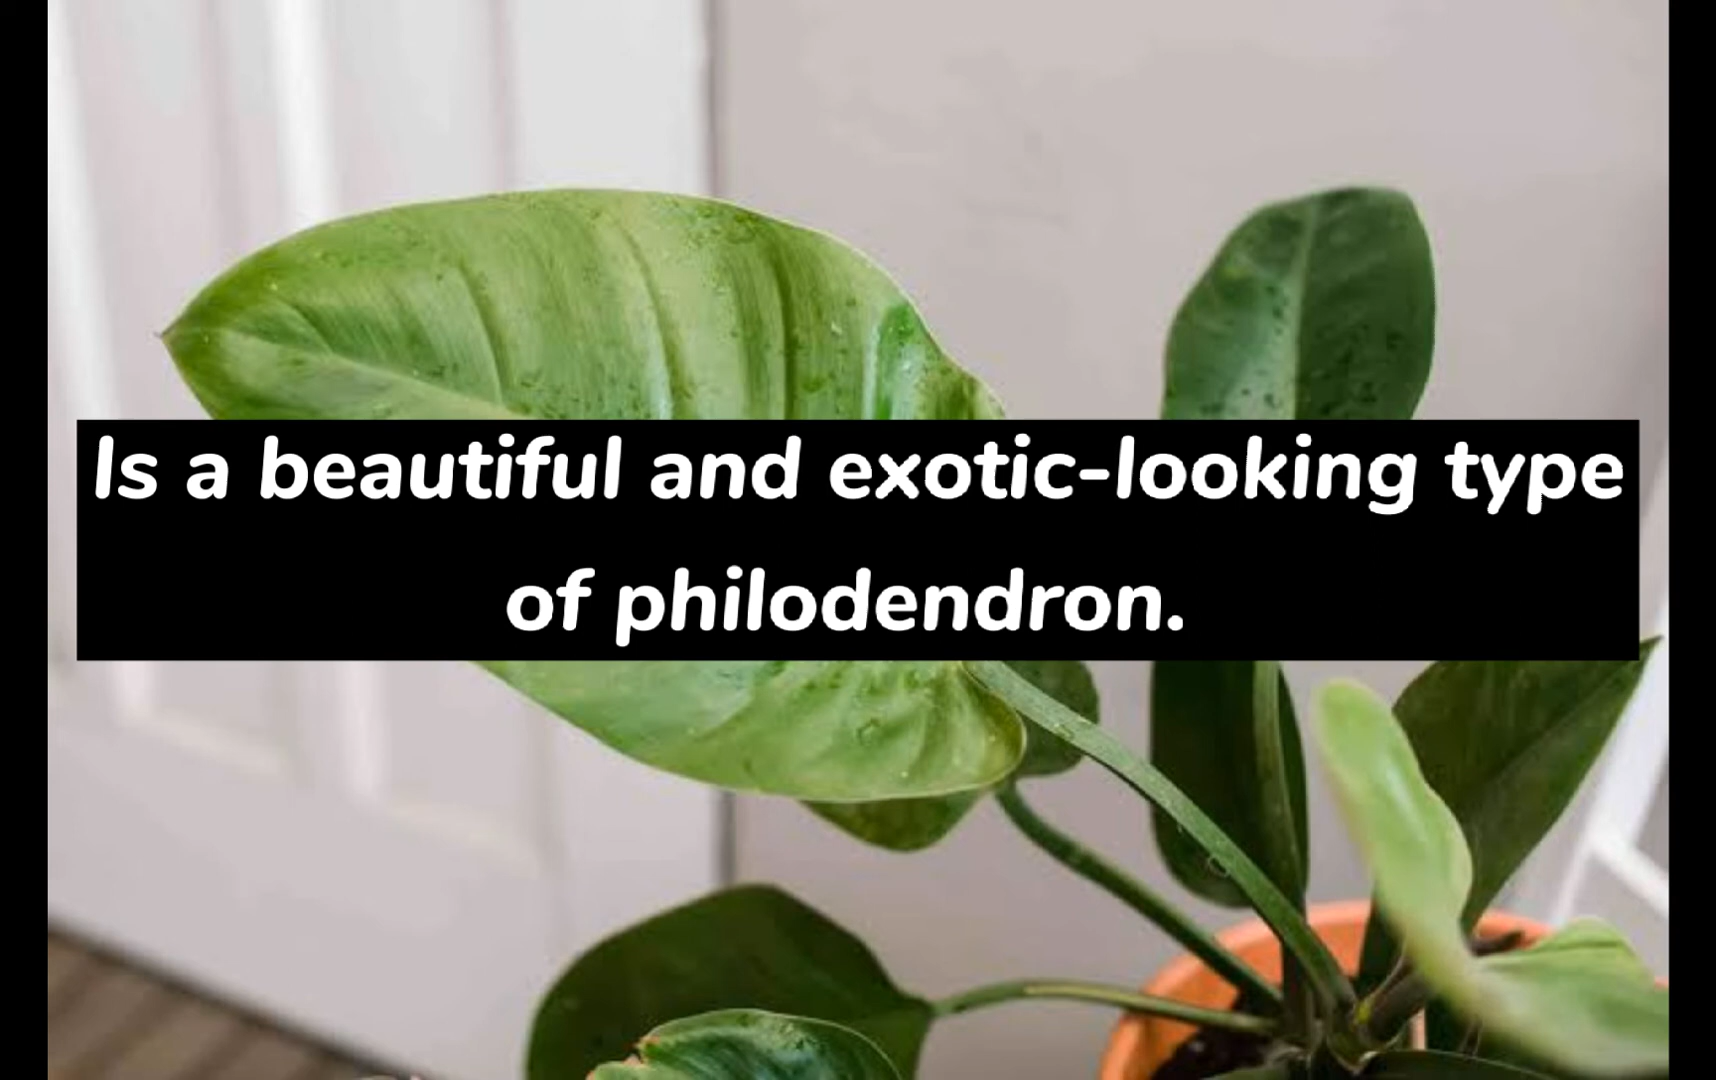 Is a beautiful and exotic-looking type
of philodendron.